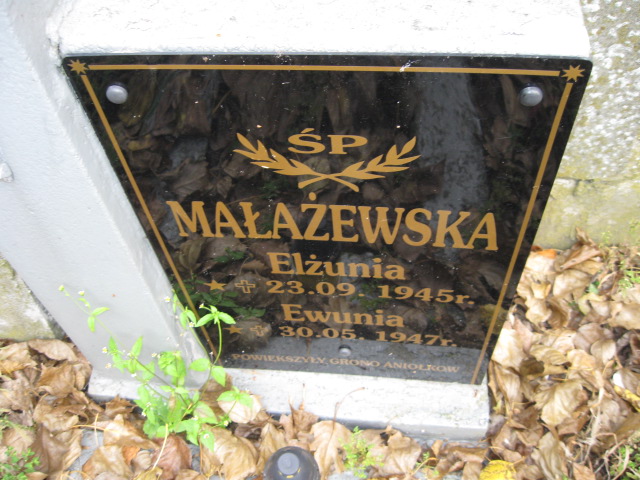 ŚP
MAŁAŻEWSKA
Elżunia
★ ✝ 23.09. 1945r.
Ewunia
★ ✝ 30.05. 1947r.
POWIĘKSZYŁY GRONO ANIOŁKÓW